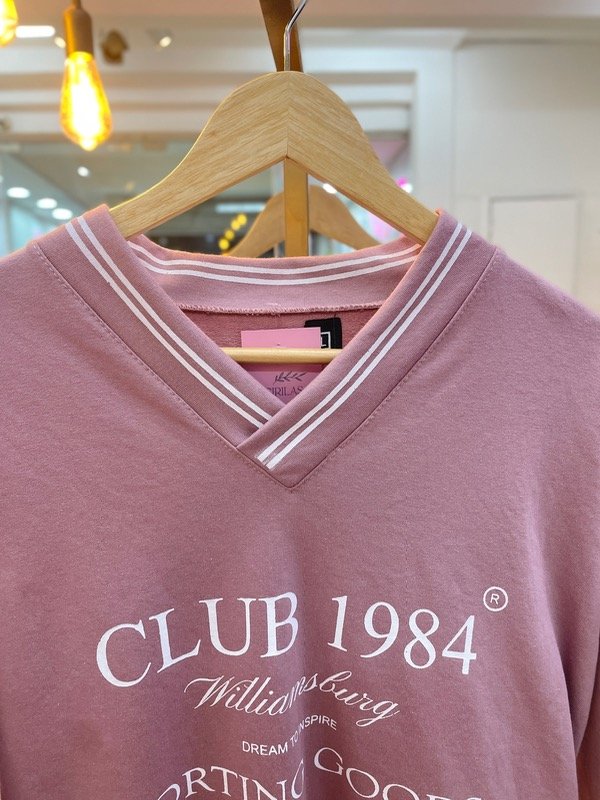 L
CLUB 1984 ®
Williamsburg
DREAM TO INSPIRE